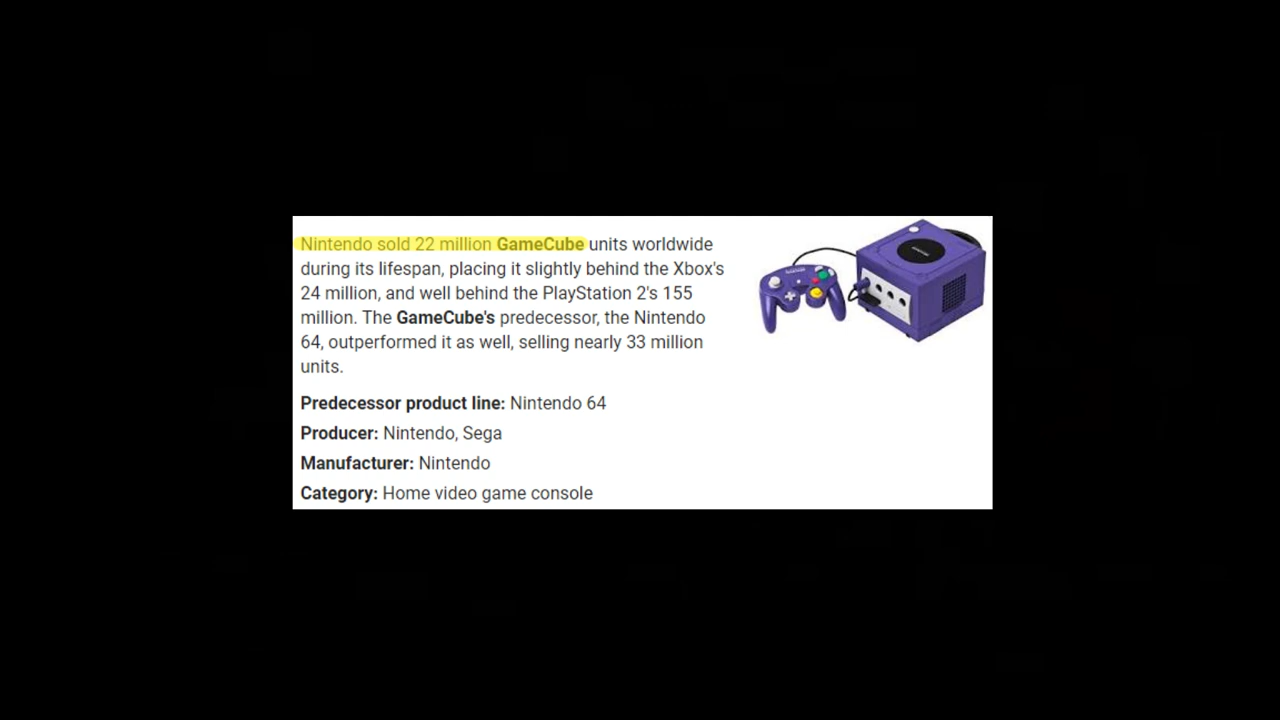 Nintendo sold 22 million GameCube units worldwide
during its lifespan, placing it slightly behind the Xbox's
24 million, and well behind the PlayStation 2's 155
million. The GameCube's predecessor, the Nintendo
64, outperformed it as well, selling nearly 33 million
units.
Predecessor product line: Nintendo 64
Producer: Nintendo, Sega
Manufacturer: Nintendo
Category: Home video game console